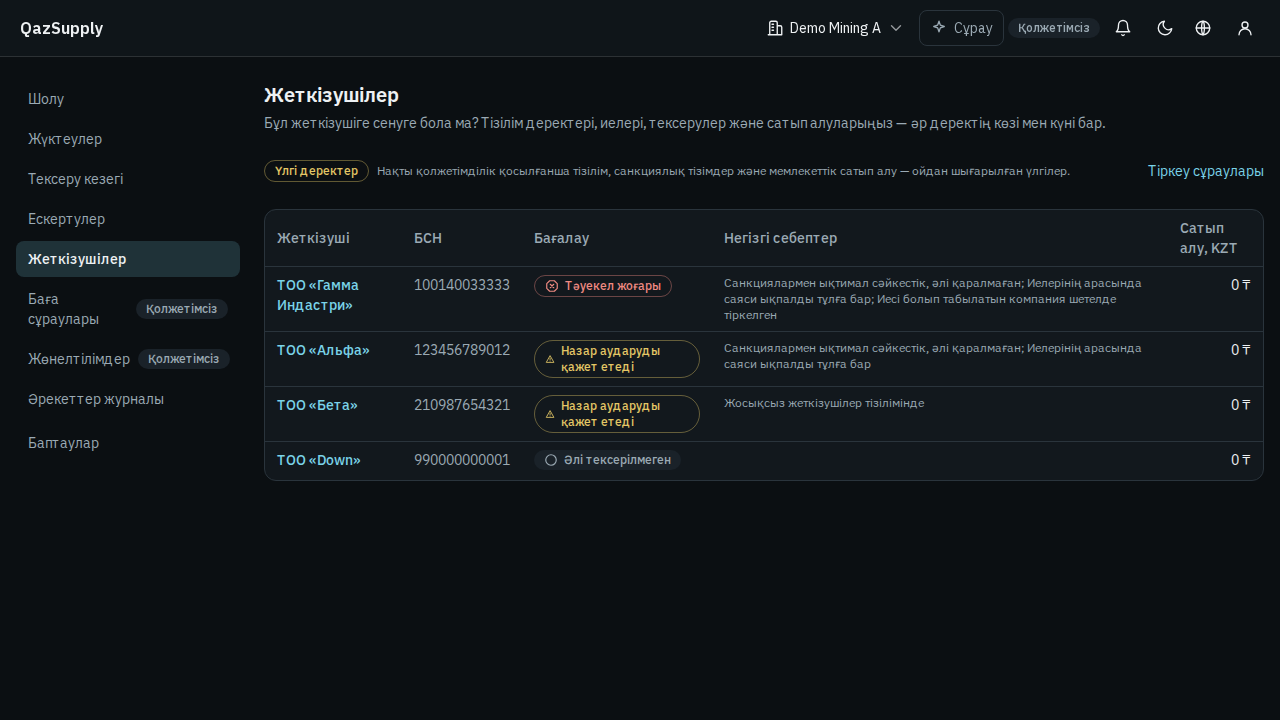 QazSupply
Demo Mining A
Сұрау
Қолжетімсіз
Шолу
Жүктеулер
Тексеру кезегі
Ескертулер
Жеткізушілер
Баға
сұраулары
Қолжетімсіз
Жөнелтілімдер
Қолжетімсіз
Әрекеттер журналы
Баптаулар
Жеткізушілер
Бұл жеткізушіге сенуге бола ма? Тізілім деректері, иелері, тексерулер және сатып алуларыңыз — әр деректің көзі мен күні бар.
Үлгі деректер
Нақты қолжетімділік қосылғанша тізілім, санкциялық тізімдер және мемлекеттік сатып алу — ойдан шығарылған үлгілер.
Тіркеу сұраулары
Жеткізуші
БСН
Бағалау
Негізгі себептер
Сатып
алу, KZT
ТОО «Гамма
Индастри»
100140033333
Тәуекел жоғары
Санкциялармен ықтимал сәйкестік, әлі қаралмаған; Иелерінің арасында
саяси ықпалды тұлға бар; Иесі болып табылатын компания шетелде
тіркелген
0 ₸
ТОО «Альфа»
123456789012
Назар аударуды
қажет етеді
Санкциялармен ықтимал сәйкестік, әлі қаралмаған; Иелерінің арасында
саяси ықпалды тұлға бар
0 ₸
ТОО «Бета»
210987654321
Назар аударуды
қажет етеді
Жосықсыз жеткізушілер тізілімінде
0 ₸
ТОО «Down»
990000000001
Әлі тексерілмеген
0 ₸